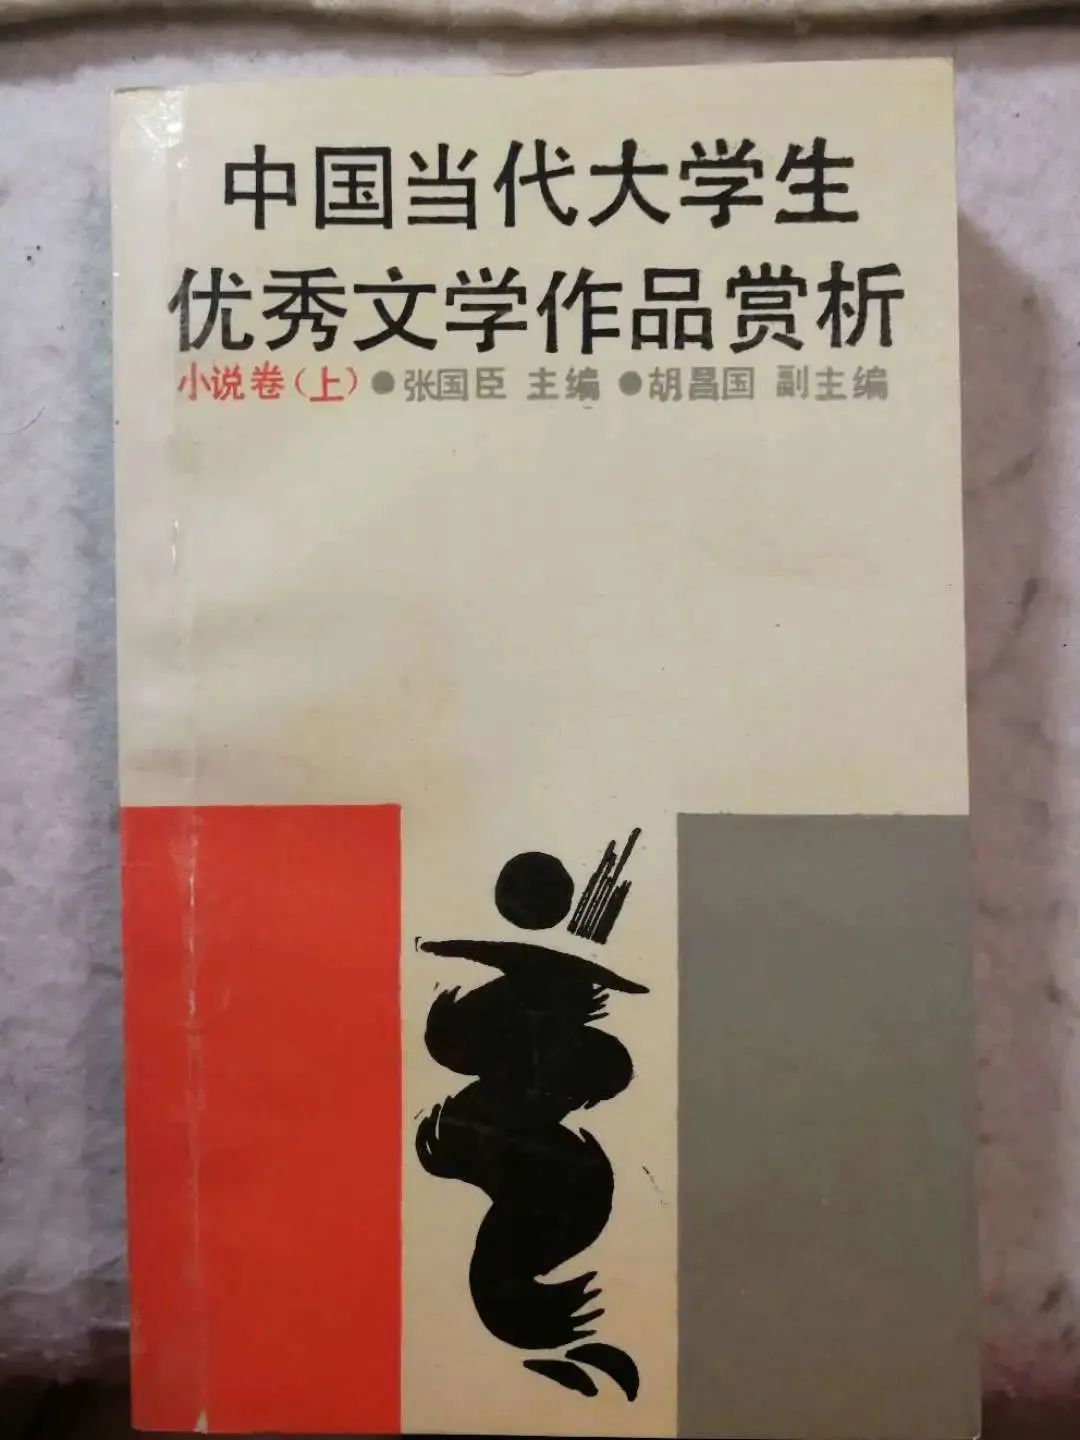 中国当代大学生
优秀文学作品赏析
小说卷（上）●张国臣 主编 ●胡昌国 副主编